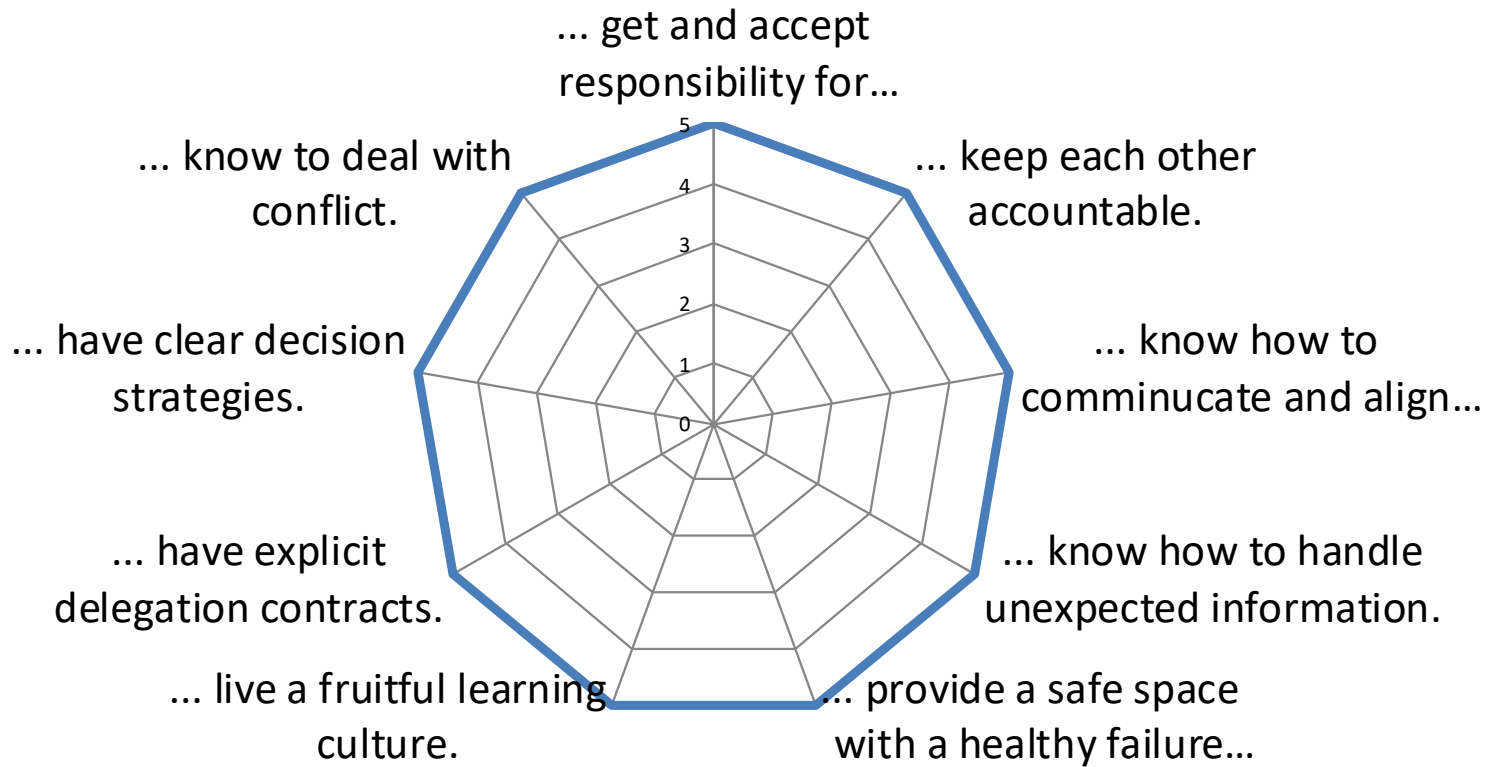 ... get and accept
responsibility for...
... keep each other
accountable.
... know how to
comminucate and align...
... know how to handle
unexpected information.
... provide a safe space
with a healthy failure...
... live a fruitful learning
culture.
... have explicit
delegation contracts.
... have clear decision
strategies.
... know to deal with
conflict.
5
4
3
2
1
0